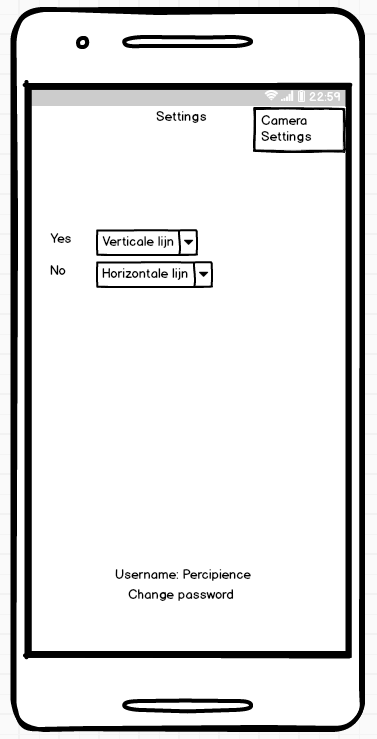 22:59
Settings
Camera
Settings
Yes
Verticale lijn
No
Horizontale lijn
Username: Percipience
Change password